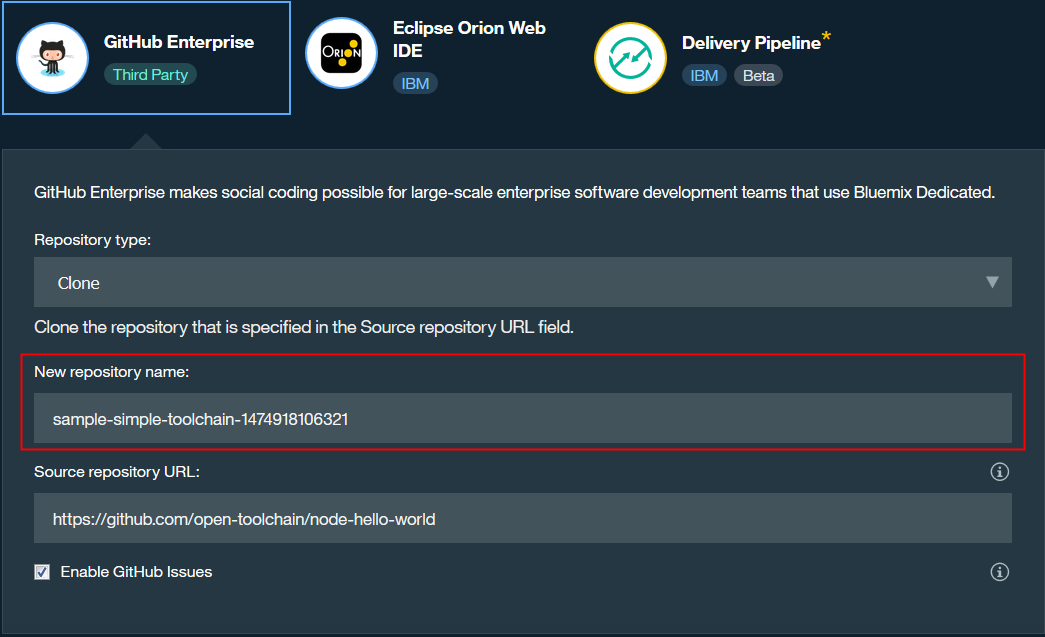 GitHub Enterprise
Third Party
ORION
Eclipse Orion Web
IDE
IBM
Delivery Pipeline*
IBM
Beta
GitHub Enterprise makes social coding possible for large-scale enterprise software development teams that use Bluemix Dedicated.
Repository type:
Clone
Clone the repository that is specified in the Source repository URL field.
New repository name:
sample-simple-toolchain-1474918106321
Source repository URL:
https://github.com/open-toolchain/node-hello-world
Enable GitHub Issues